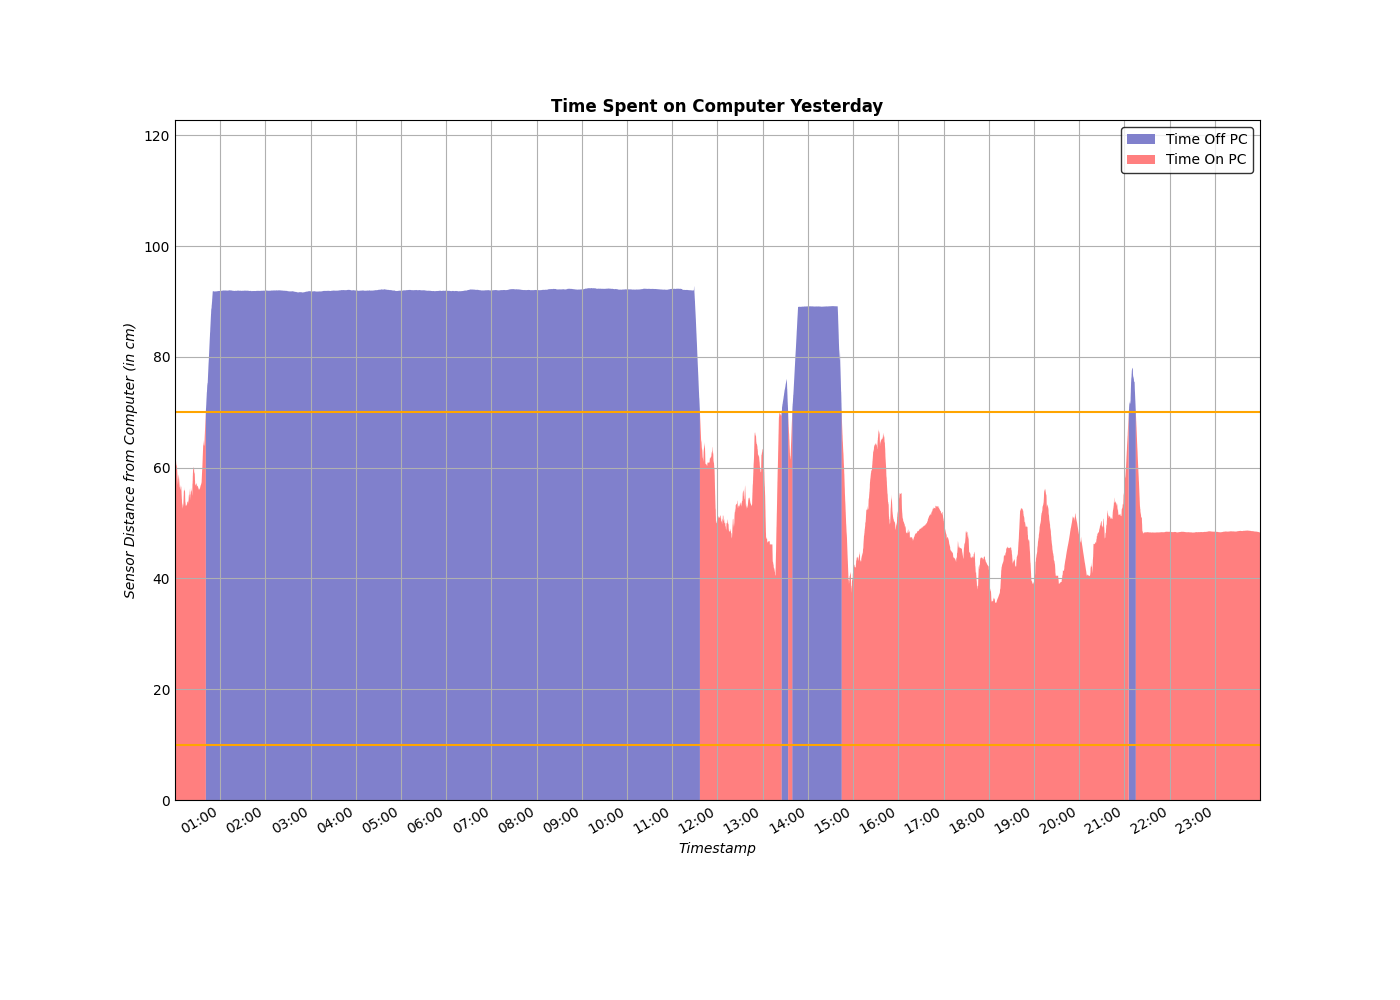 Time Spent on Computer Yesterday
Time Off PC
Time On PC
Sensor Distance from Computer (in cm)
120
100
80
60
40
20
0
01:00 02:00 03:00 04:00 05:00 06:00 07:00 08:00 09:00 10:00 11:00 12:00 13:00 14:00 15:00 16:00 17:00 18:00 19:00 20:00 21:00 22:00 23:00
Timestamp